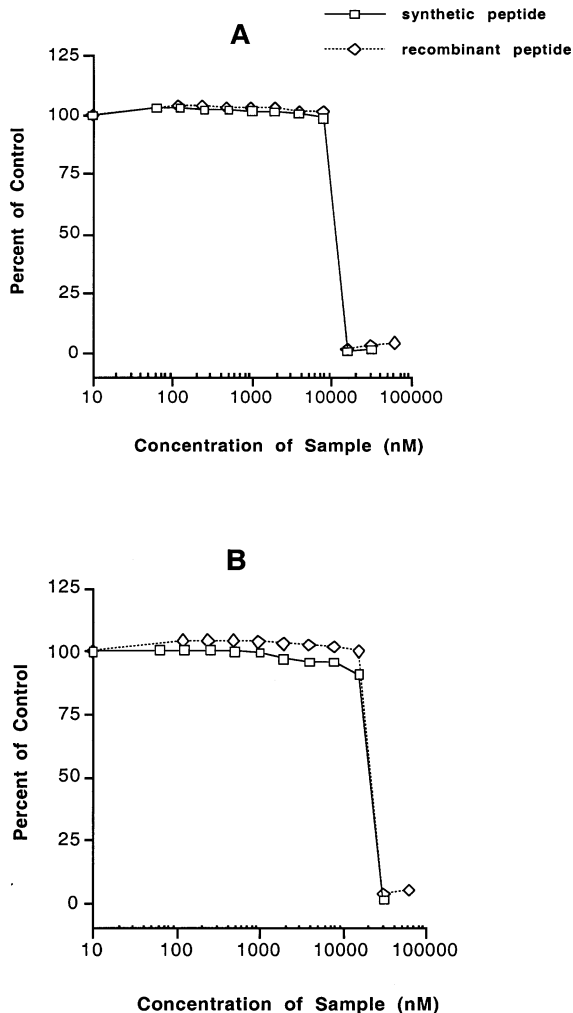 synthetic peptide
recombinant peptide
A
125
100
75
50
25
0
Percent of Control
10 100 1000 10000 100000
Concentration of Sample (nM)
B
125
100
75
50
25
0
Percent of Control
10 100 1000 10000 100000
Concentration of Sample (nM)